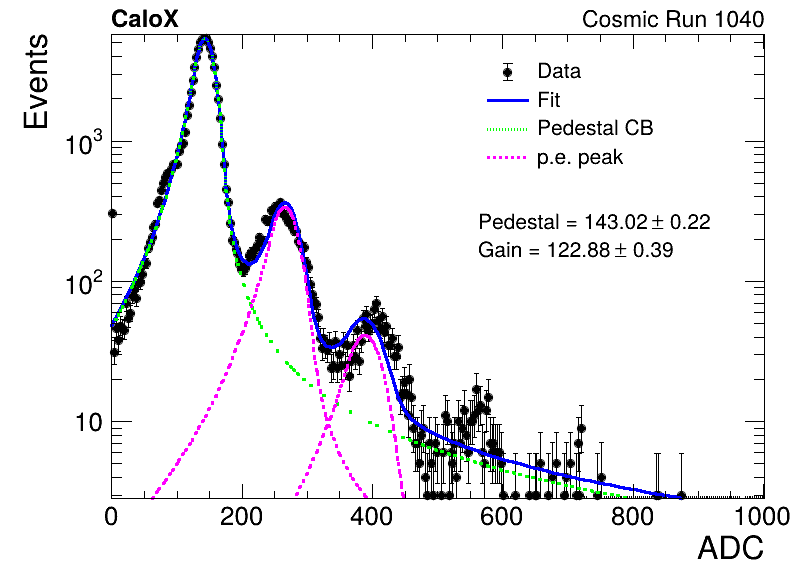 CaloX
Cosmic Run 1040
Events
Data
Fit
Pedestal CB
p.e. peak
Pedestal = 143.02 ± 0.22
Gain = 122.88 ± 0.39
10³
10²
10
0 200 400 600 800 1000
ADC